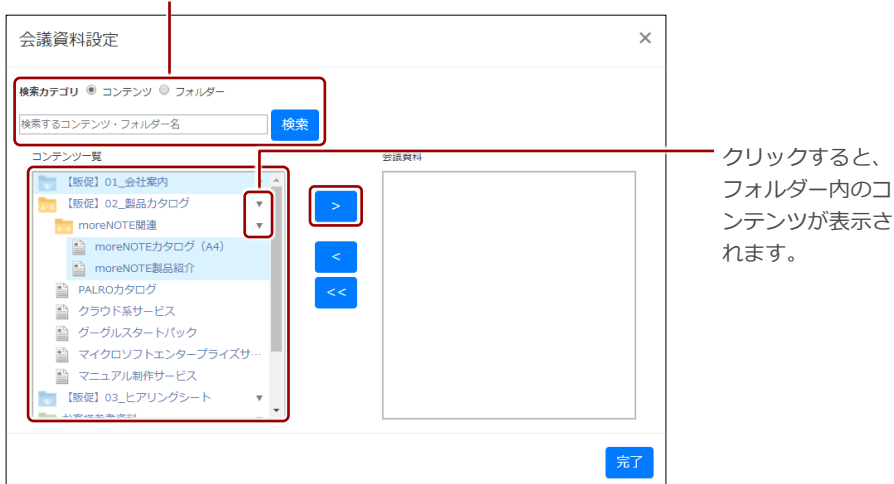 会議資料設定 ×
検索カテゴリ コンテンツ フォルダー
検索するコンテンツ・フォルダー名 検索
コンテンツ一覧
会議資料
【販促】01_会社案内
【販促】02_製品カタログ ▼
moreNOTE関連 ▼
moreNOTEカタログ（A4）
moreNOTE製品紹介
PALROカタログ
クラウド系サービス
グーグルスタートパック
マイクロソフトエンタープライズサ…
マニュアル制作サービス
【販促】03_ヒアリングシート ▼
>
<
<<
クリックすると、
フォルダー内のコ
ンテンツが表示さ
れます。
完了